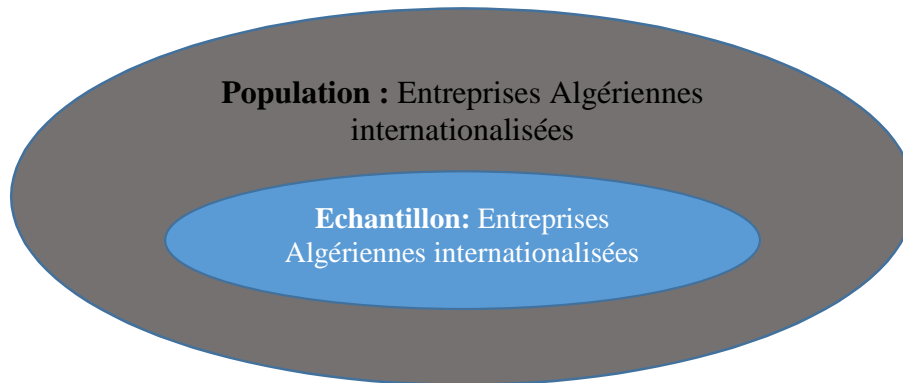 Population : Entreprises Algériennes
internationalisées
Echantillon: Entreprises
Algériennes internationalisées